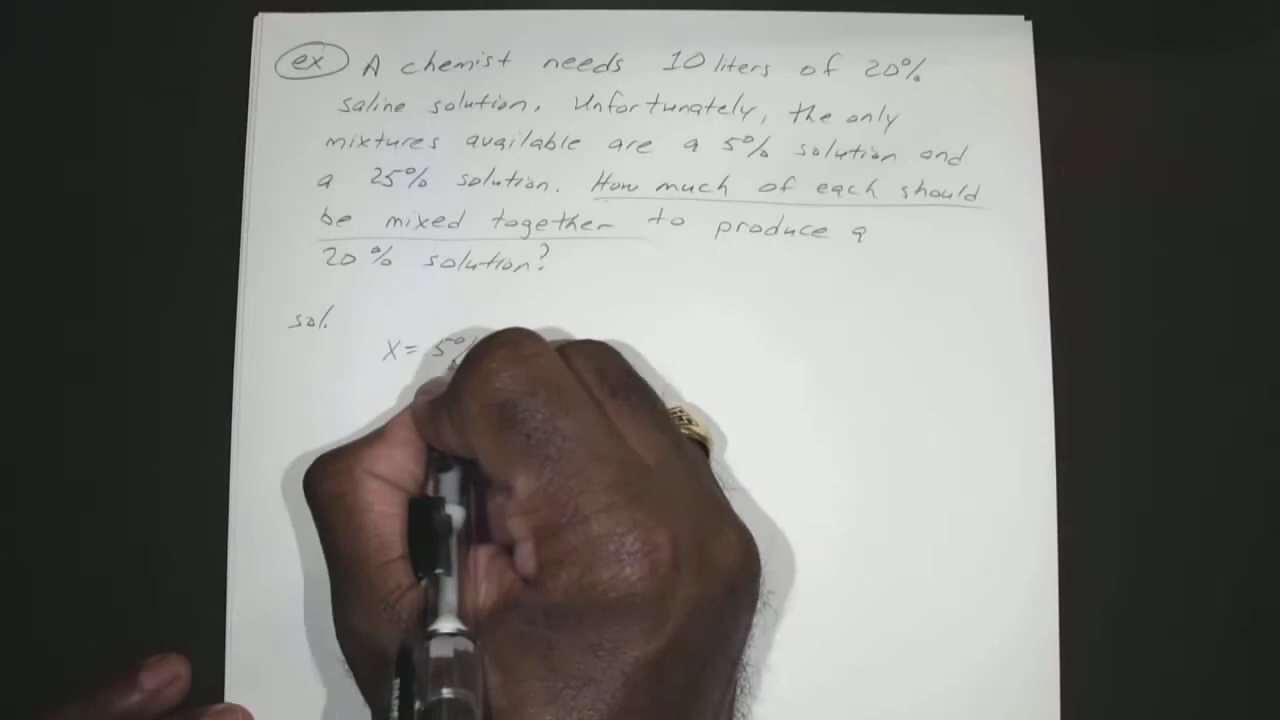 ex A chemist needs 10 liters of 20%
saline solution. Unfortunately, the only
mixtures available are a 5% solution and
a 25% solution. How much of each should
be mixed together to produce a
20% solution?
sol.
X = 5%